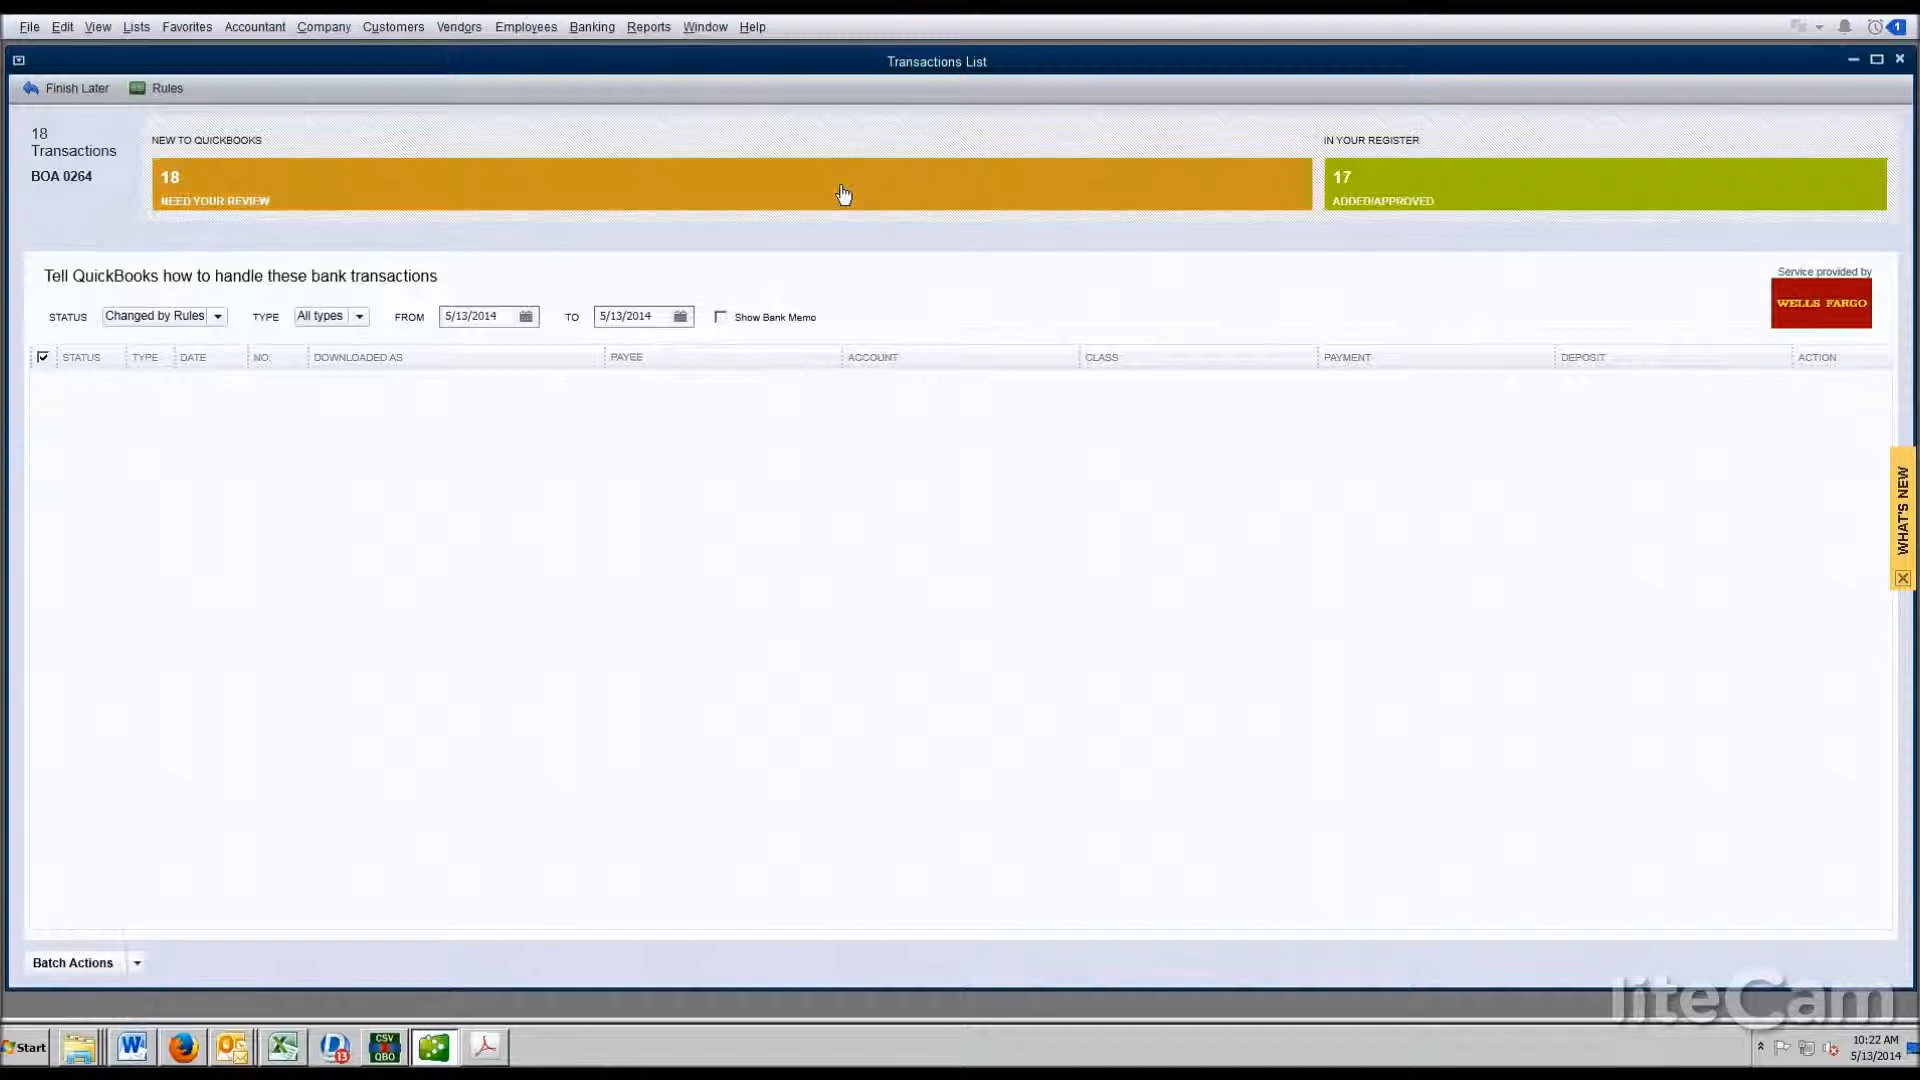 File Edit View Lists Favorites Accountant Company Customers Vendors Employees Banking Reports Window Help
1
Transactions List
Finish Later Rules
18
Transactions
BOA 0264
NEW TO QUICKBOOKS
18
NEED YOUR REVIEW
IN YOUR REGISTER
17
ADDED/APPROVED
Tell QuickBooks how to handle these bank transactions
Service provided by
WELLS FARGO
STATUS Changed by Rules TYPE All types FROM 5/13/2014 TO 5/13/2014 Show Bank Memo
STATUS TYPE DATE NO. DOWNLOADED AS PAYEE ACCOUNT CLASS PAYMENT DEPOSIT ACTION
WHAT'S NEW
Batch Actions
liteCam
Start
13
CSV
QBO
10:22 AM
5/13/2014